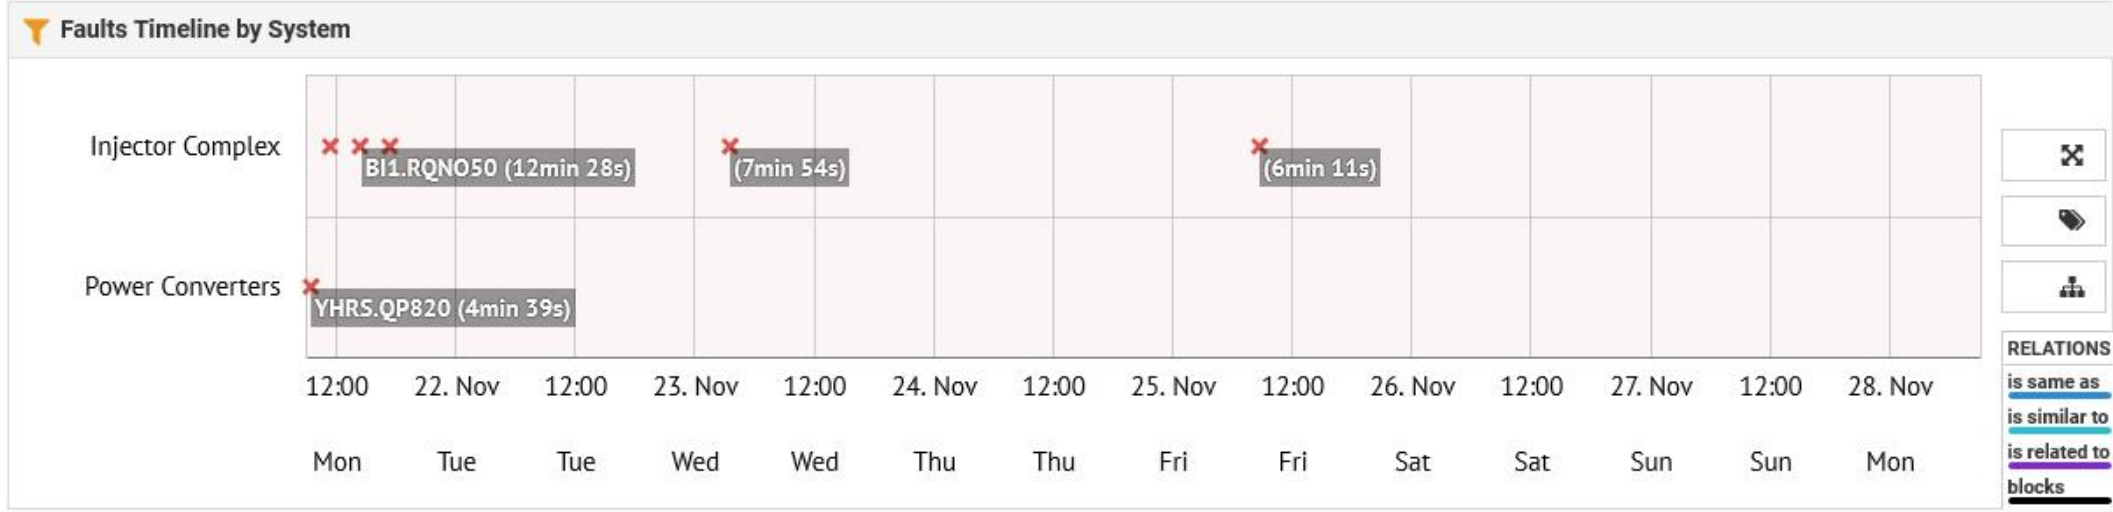 Faults Timeline by System
Injector Complex
BI1.RQNO50 (12min 28s)
(7min 54s)
(6min 11s)
Power Converters
YHRS.QP820 (4min 39s)
12:00 22. Nov 12:00 23. Nov 12:00 24. Nov 12:00 25. Nov 12:00 26. Nov 12:00 27. Nov 12:00 28. Nov
Mon Tue Tue Wed Wed Thu Thu Fri Fri Sat Sat Sun Sun Mon
RELATIONS
is same as
is similar to
is related to
blocks